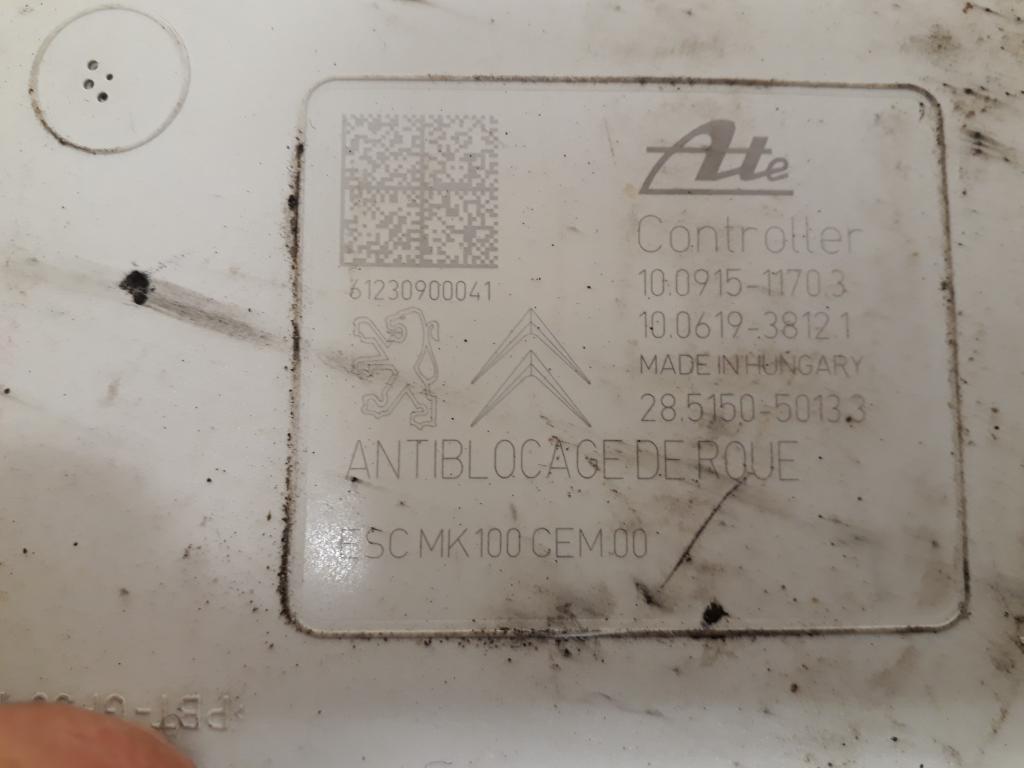 Ate
Controller
10.0915-1170.3
61230900041
10.0619-3812.1
MADE IN HUNGARY
28.5150-5013.3
ANTIBLOCAGE DE ROUE
ESC MK100 GEM.00